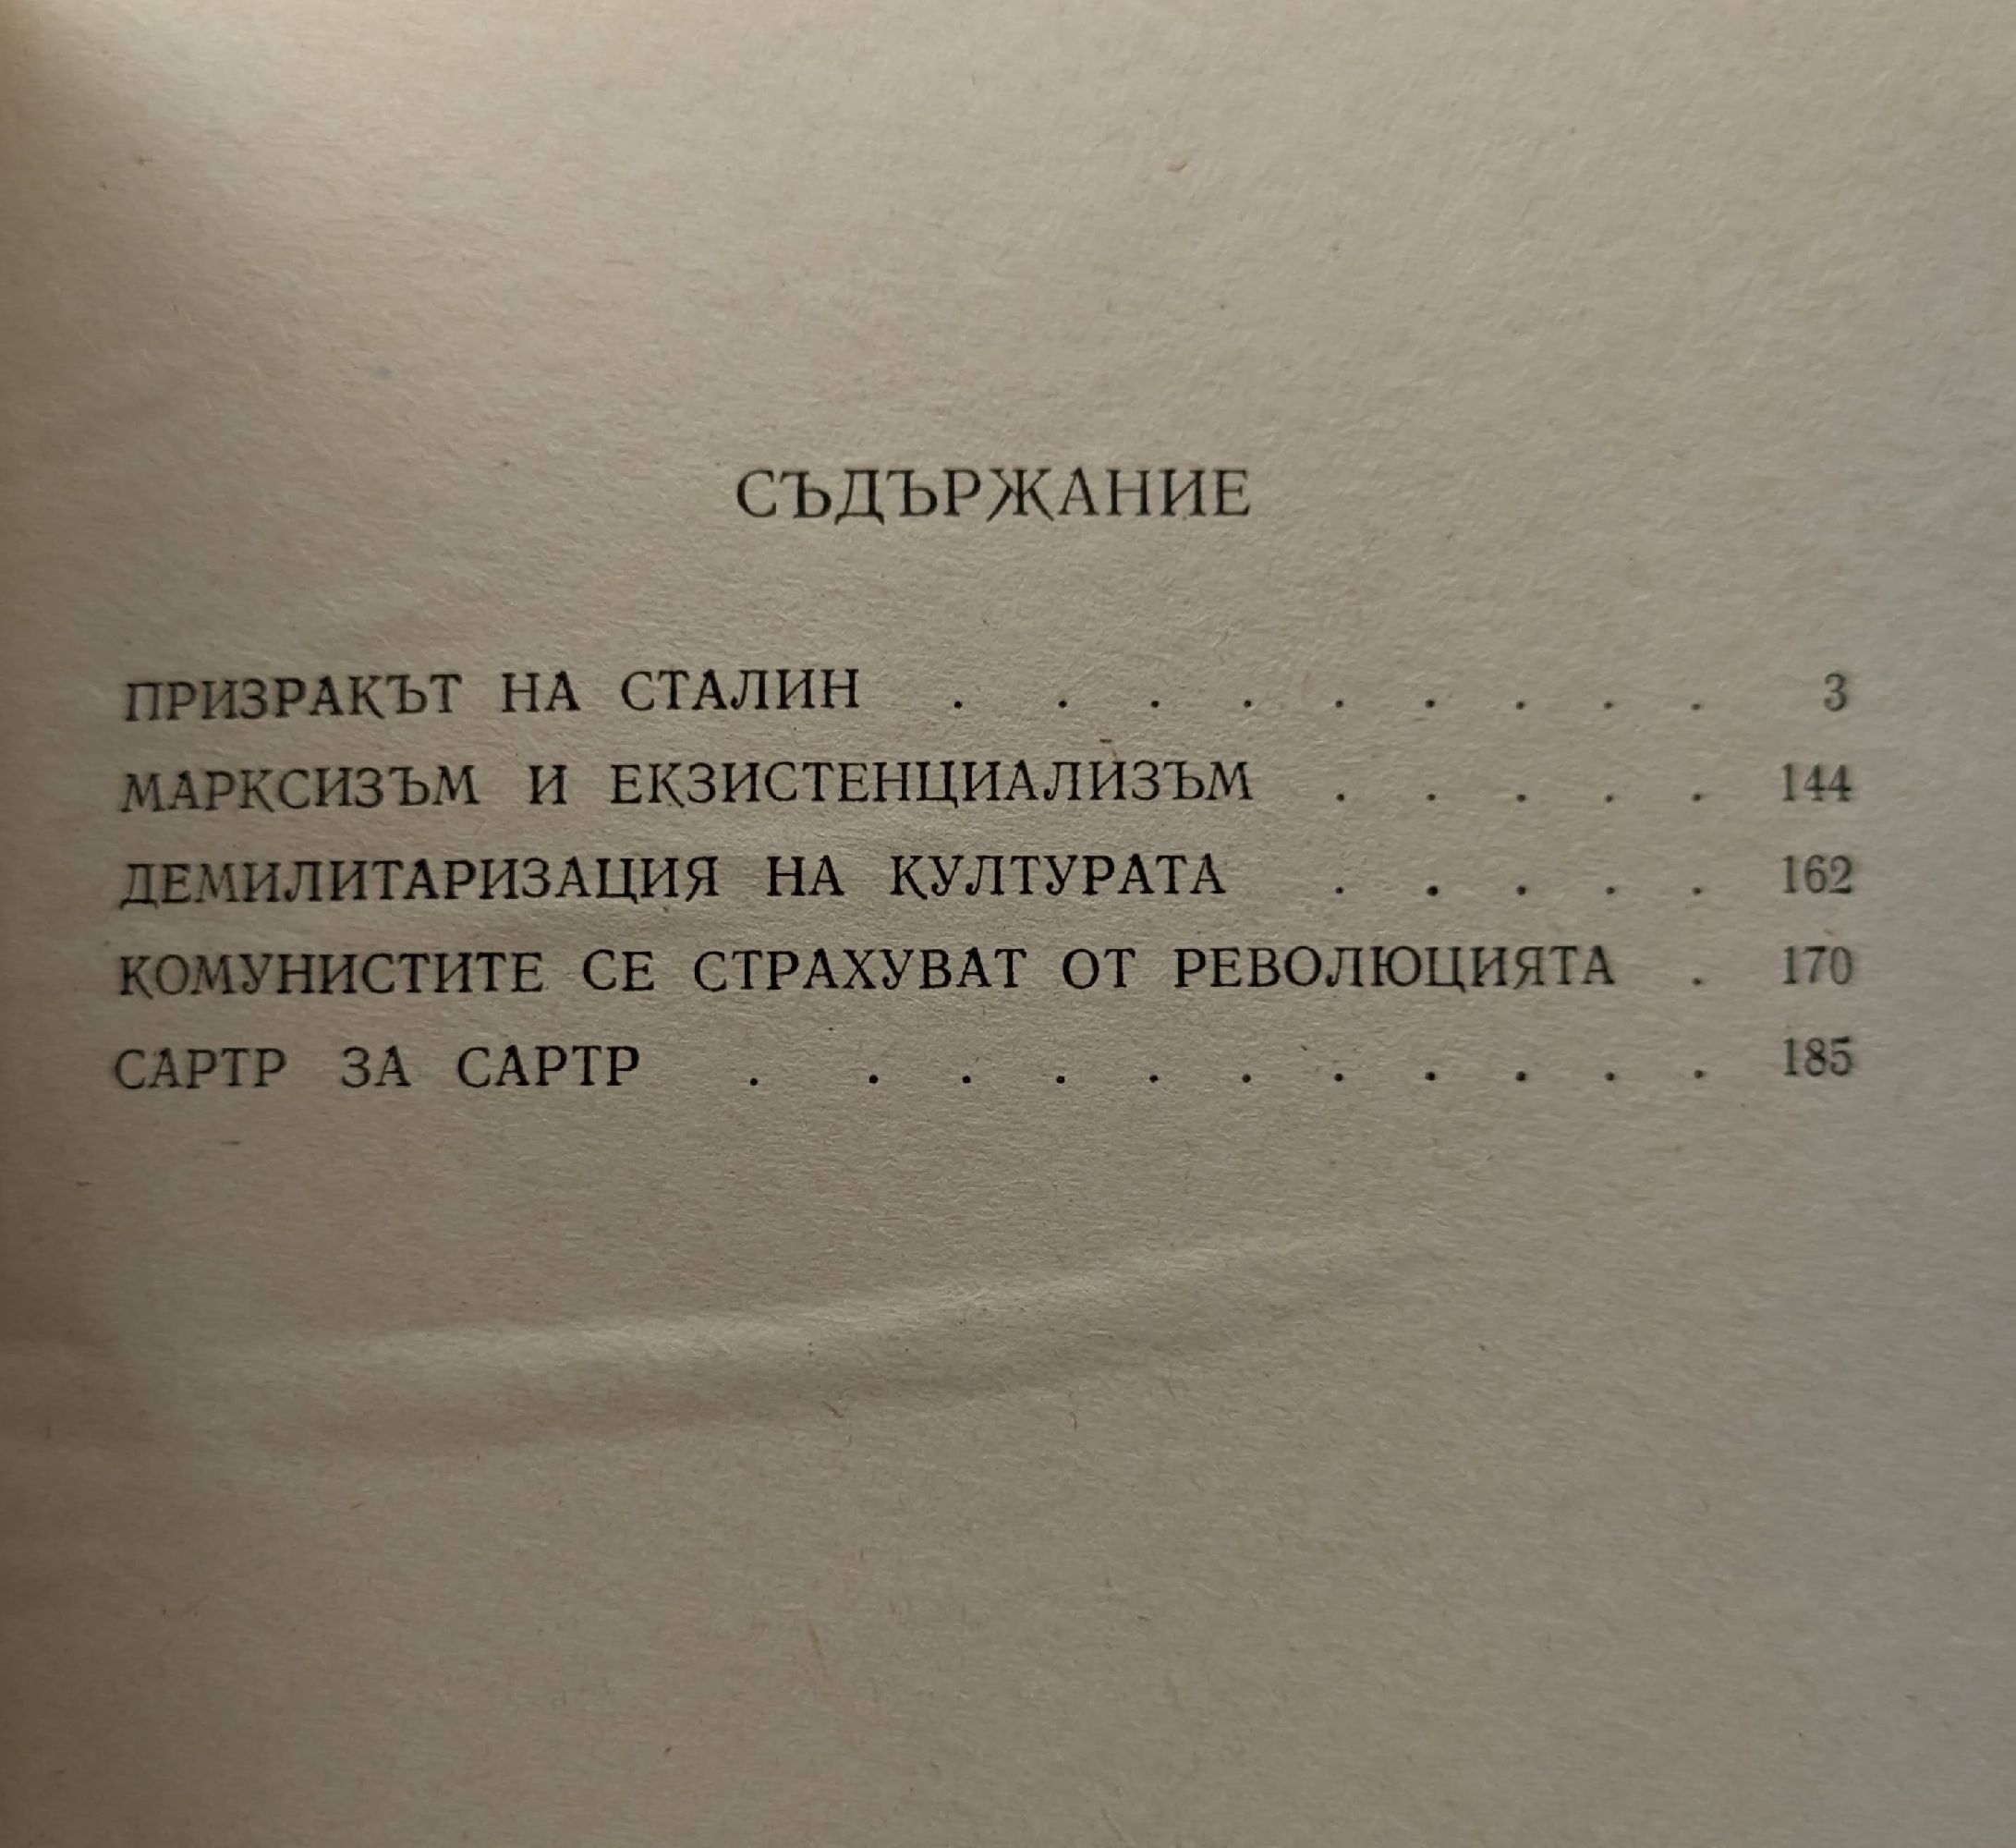 СЪДЪРЖАНИЕ
ПРИЗРАКЪТ НА СТАЛИН . . . . . . . . . 3
МАРКСИЗЪМ И ЕКЗИСТЕНЦИАЛИЗЪМ . . . . . 144
ДЕМИЛИТАРИЗАЦИЯ НА КУЛТУРАТА . . . . . 162
КОМУНИСТИТЕ СЕ СТРАХУВАТ ОТ РЕВОЛЮЦИЯТА . 170
САРТР ЗА САРТР . . . . . . . . . . . 185